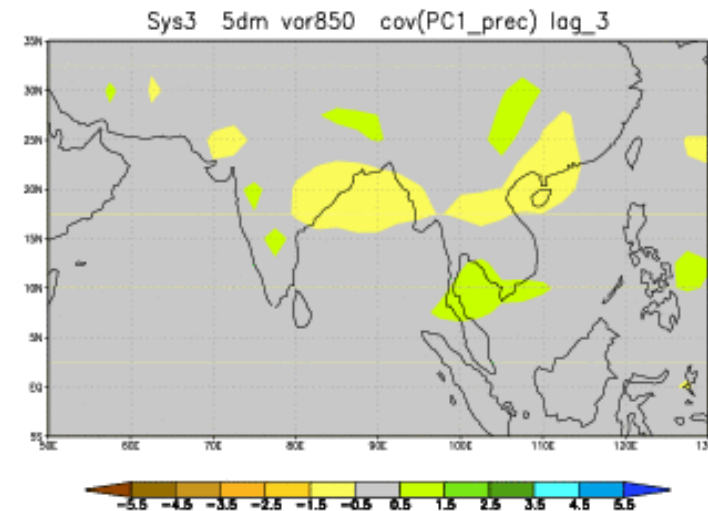 Sys3 5dm vor850 cov(PC1_prec) lag_3
35N
30N
25N
20N
15N
10N
5N
EQ
5S
50E 60E 70E 80E 90E 100E 110E 120E 130
-5.5 -4.5 -3.5 -2.5 -1.5 -0.5 0.5 1.5 2.5 3.5 4.5 5.5